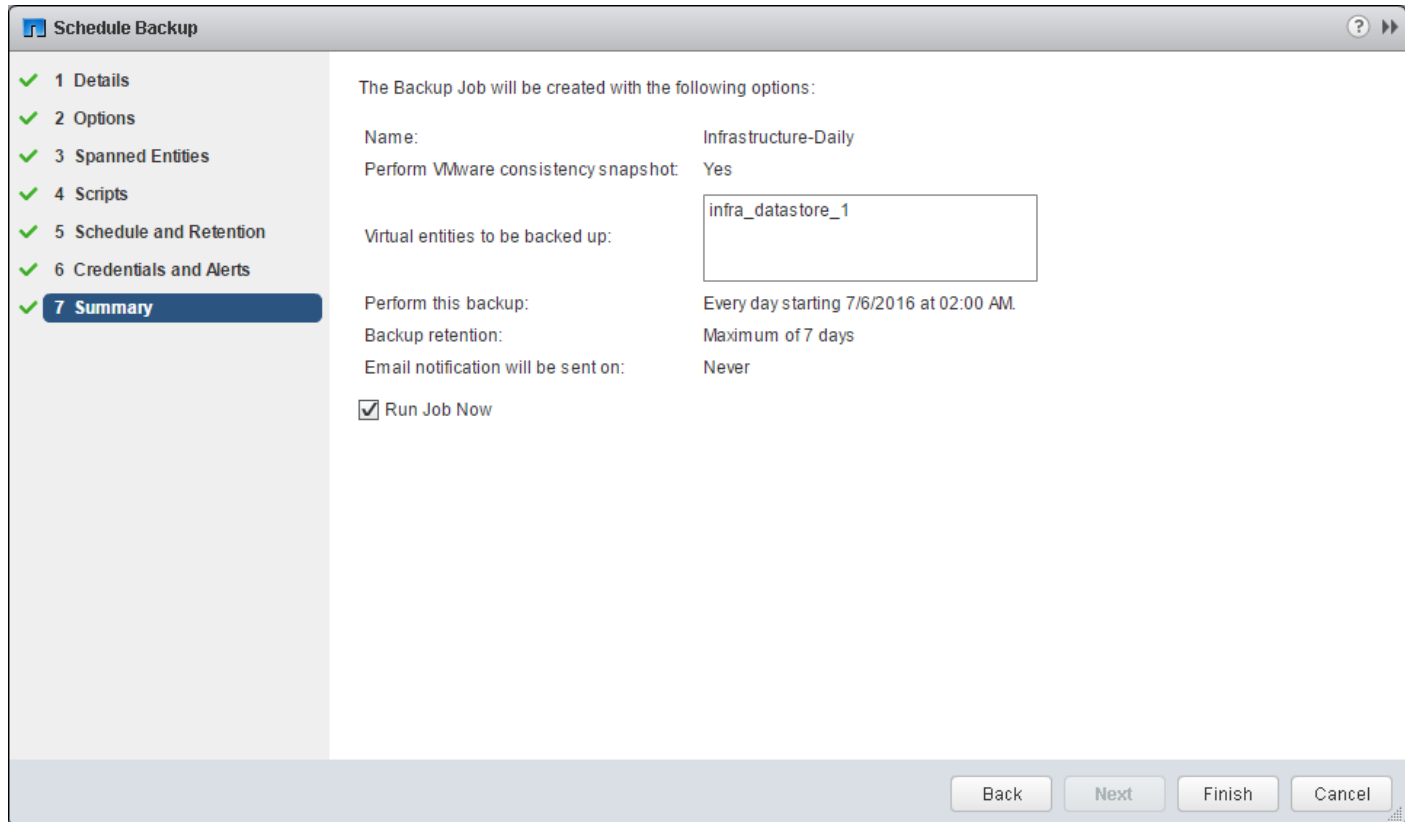 Schedule Backup
?
1 Details
2 Options
3 Spanned Entities
4 Scripts
5 Schedule and Retention
6 Credentials and Alerts
7 Summary
The Backup Job will be created with the following options:
Name: Infrastructure-Daily
Perform VMware consistency snapshot: Yes
Virtual entities to be backed up: infra_datastore_1
Perform this backup: Every day starting 7/6/2016 at 02:00 AM.
Backup retention: Maximum of 7 days
Email notification will be sent on: Never
Run Job Now
Back Next Finish Cancel